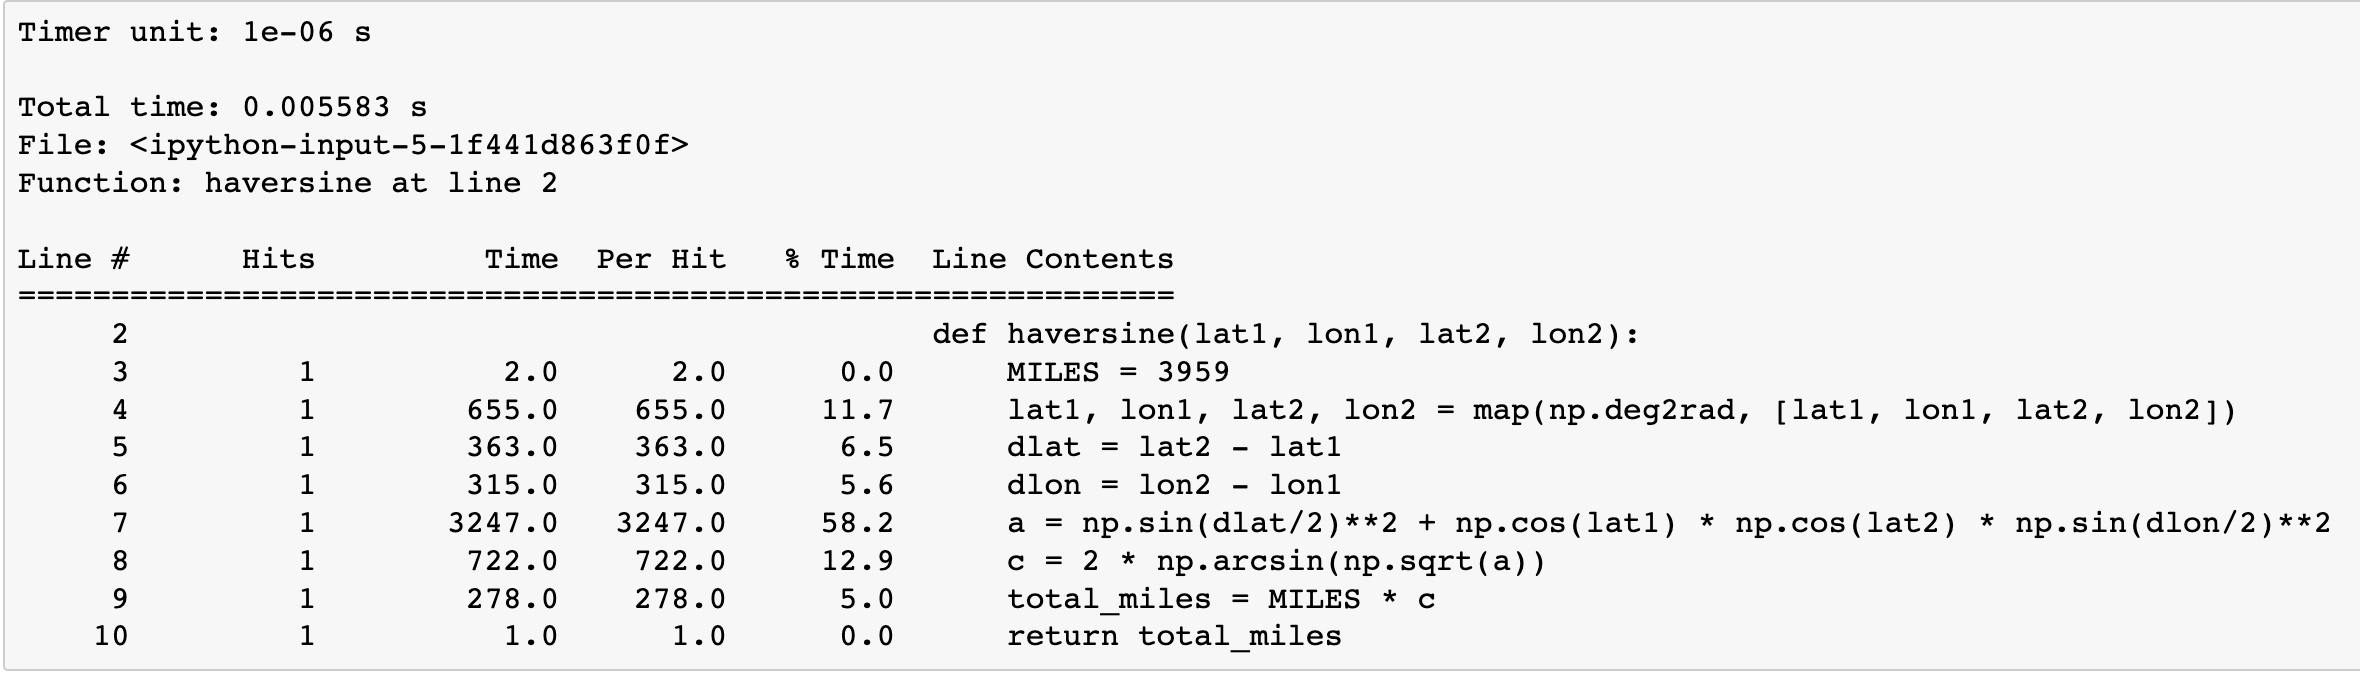 Timer unit: 1e-06 s
Total time: 0.005583 s
File: <ipython-input-5-1f441d863f0f>
Function: haversine at line 2
Line #      Hits         Time  Per Hit   % Time  Line Contents
==============================================================
     2                                           def haversine(lat1, lon1, lat2, lon2):
     3         1          2.0      2.0      0.0      MILES = 3959
     4         1        655.0    655.0     11.7      lat1, lon1, lat2, lon2 = map(np.deg2rad, [lat1, lon1, lat2, lon2])
     5         1        363.0    363.0      6.5      dlat = lat2 - lat1
     6         1        315.0    315.0      5.6      dlon = lon2 - lon1
     7         1       3247.0   3247.0     58.2      a = np.sin(dlat/2)**2 + np.cos(lat1) * np.cos(lat2) * np.sin(dlon/2)**2
     8         1        722.0    722.0     12.9      c = 2 * np.arcsin(np.sqrt(a))
     9         1        278.0    278.0      5.0      total_miles = MILES * c
    10         1          1.0      1.0      0.0      return total_miles